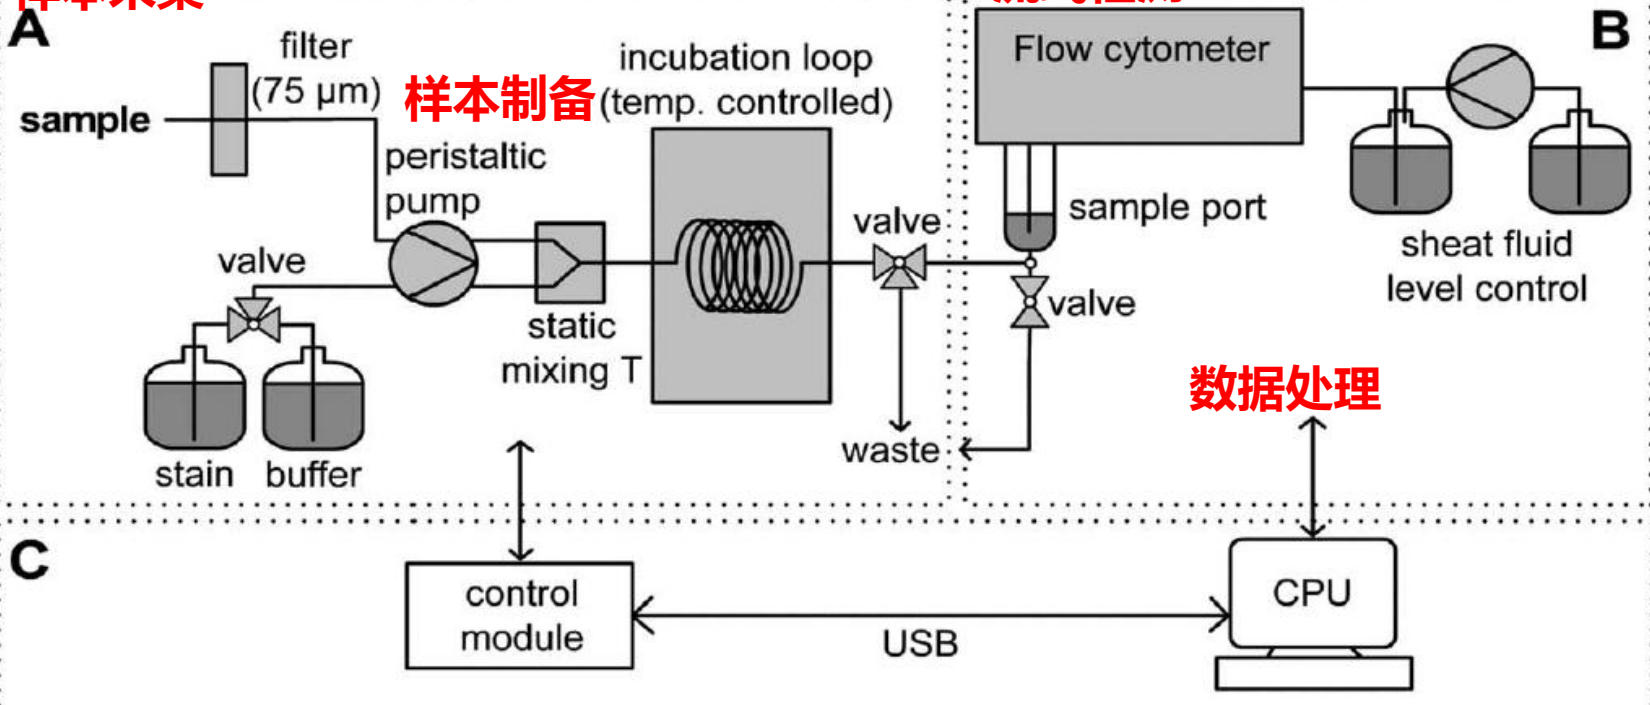 A
filter
(75 µm)
sample
样本制备
incubation loop
(temp. controlled)
peristaltic
pump
valve
static
mixing T
stain
buffer
valve
waste
B
Flow cytometer
sample port
valve
sheat fluid
level control
数据处理
C
control
module
USB
CPU